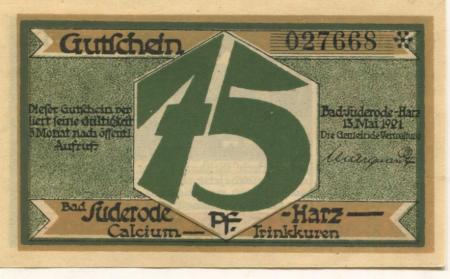 Gutschein
027668 *
Dieser Gutschein ver
liert seine Gültigkeit
3 Monat nach öffentl.
Aufruf:
75
Bad Suderode-Harz
13. Mai 1921
Die Gemeinde Verwaltung
Bad Suderode Pf. -Harz
Calcium Trinkkuren